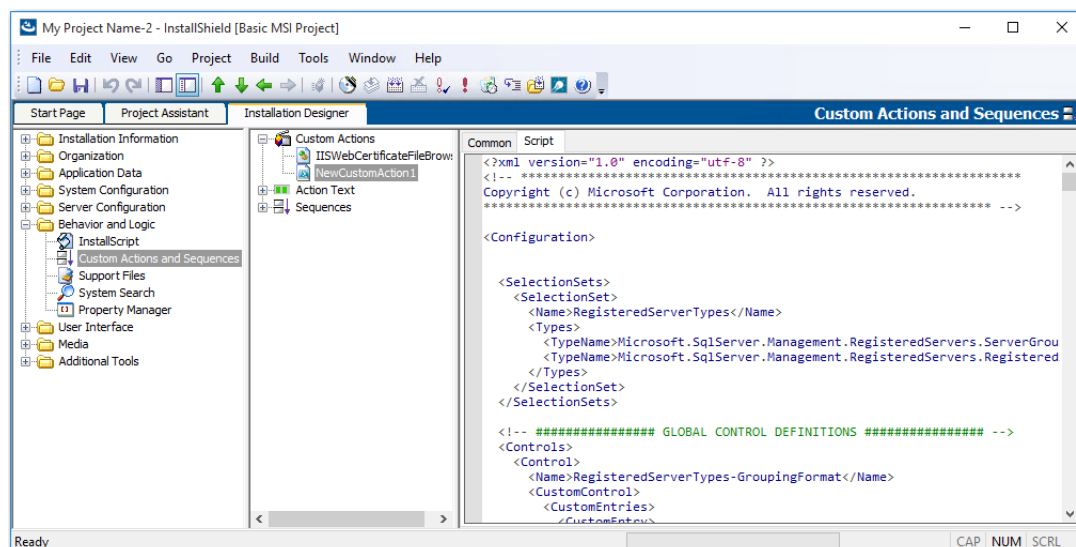 My Project Name-2 - InstallShield [Basic MSI Project]
File Edit View Go Project Build Tools Window Help
Start Page Project Assistant Installation Designer Custom Actions and Sequences
Installation Information
Organization
Application Data
System Configuration
Server Configuration
Behavior and Logic
InstallScript
Custom Actions and Sequences
Support Files
System Search
Property Manager
User Interface
Media
Additional Tools
Custom Actions
IISWebCertificateFileBrow
NewCustomAction1
Action Text
Sequences
Common Script
<?xml version="1.0" encoding="utf-8" ?>
<!-- *******************************************************************
Copyright (c) Microsoft Corporation.  All rights reserved.
******************************************************************** -->
<Configuration>
<SelectionSets>
<SelectionSet>
<Name>RegisteredServerTypes</Name>
<Types>
<TypeName>Microsoft.SqlServer.Management.RegisteredServers.ServerGrou
<TypeName>Microsoft.SqlServer.Management.RegisteredServers.Registered
</Types>
</SelectionSet>
</SelectionSets>
<!-- ################ GLOBAL CONTROL DEFINITIONS ################ -->
<Controls>
<Control>
<Name>RegisteredServerTypes-GroupingFormat</Name>
<CustomControl>
<CustomEntries>
<CustomEntry>
Ready CAP NUM SCRL